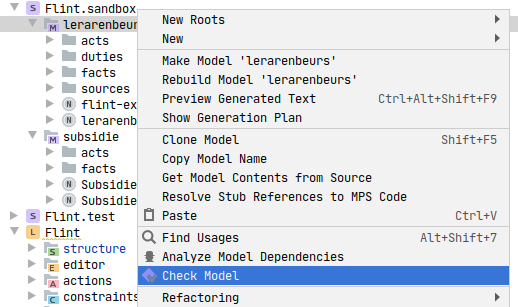 Flint.sandbox
lerarenbeur
acts
duties
facts
sources
flint-ex
lerarenb
subsidie
acts
facts
Subsidie
Subsidie
Flint.test
Flint
structure
editor
actions
constraints
New Roots
New
Make Model 'lerarenbeurs'
Rebuild Model 'lerarenbeurs'
Preview Generated Text Ctrl+Alt+Shift+F9
Show Generation Plan
Clone Model Shift+F5
Copy Model Name
Get Model Contents from Source
Resolve Stub References to MPS Code
Paste Ctrl+V
Find Usages Alt+Shift+7
Analyze Model Dependencies
Check Model
Refactoring